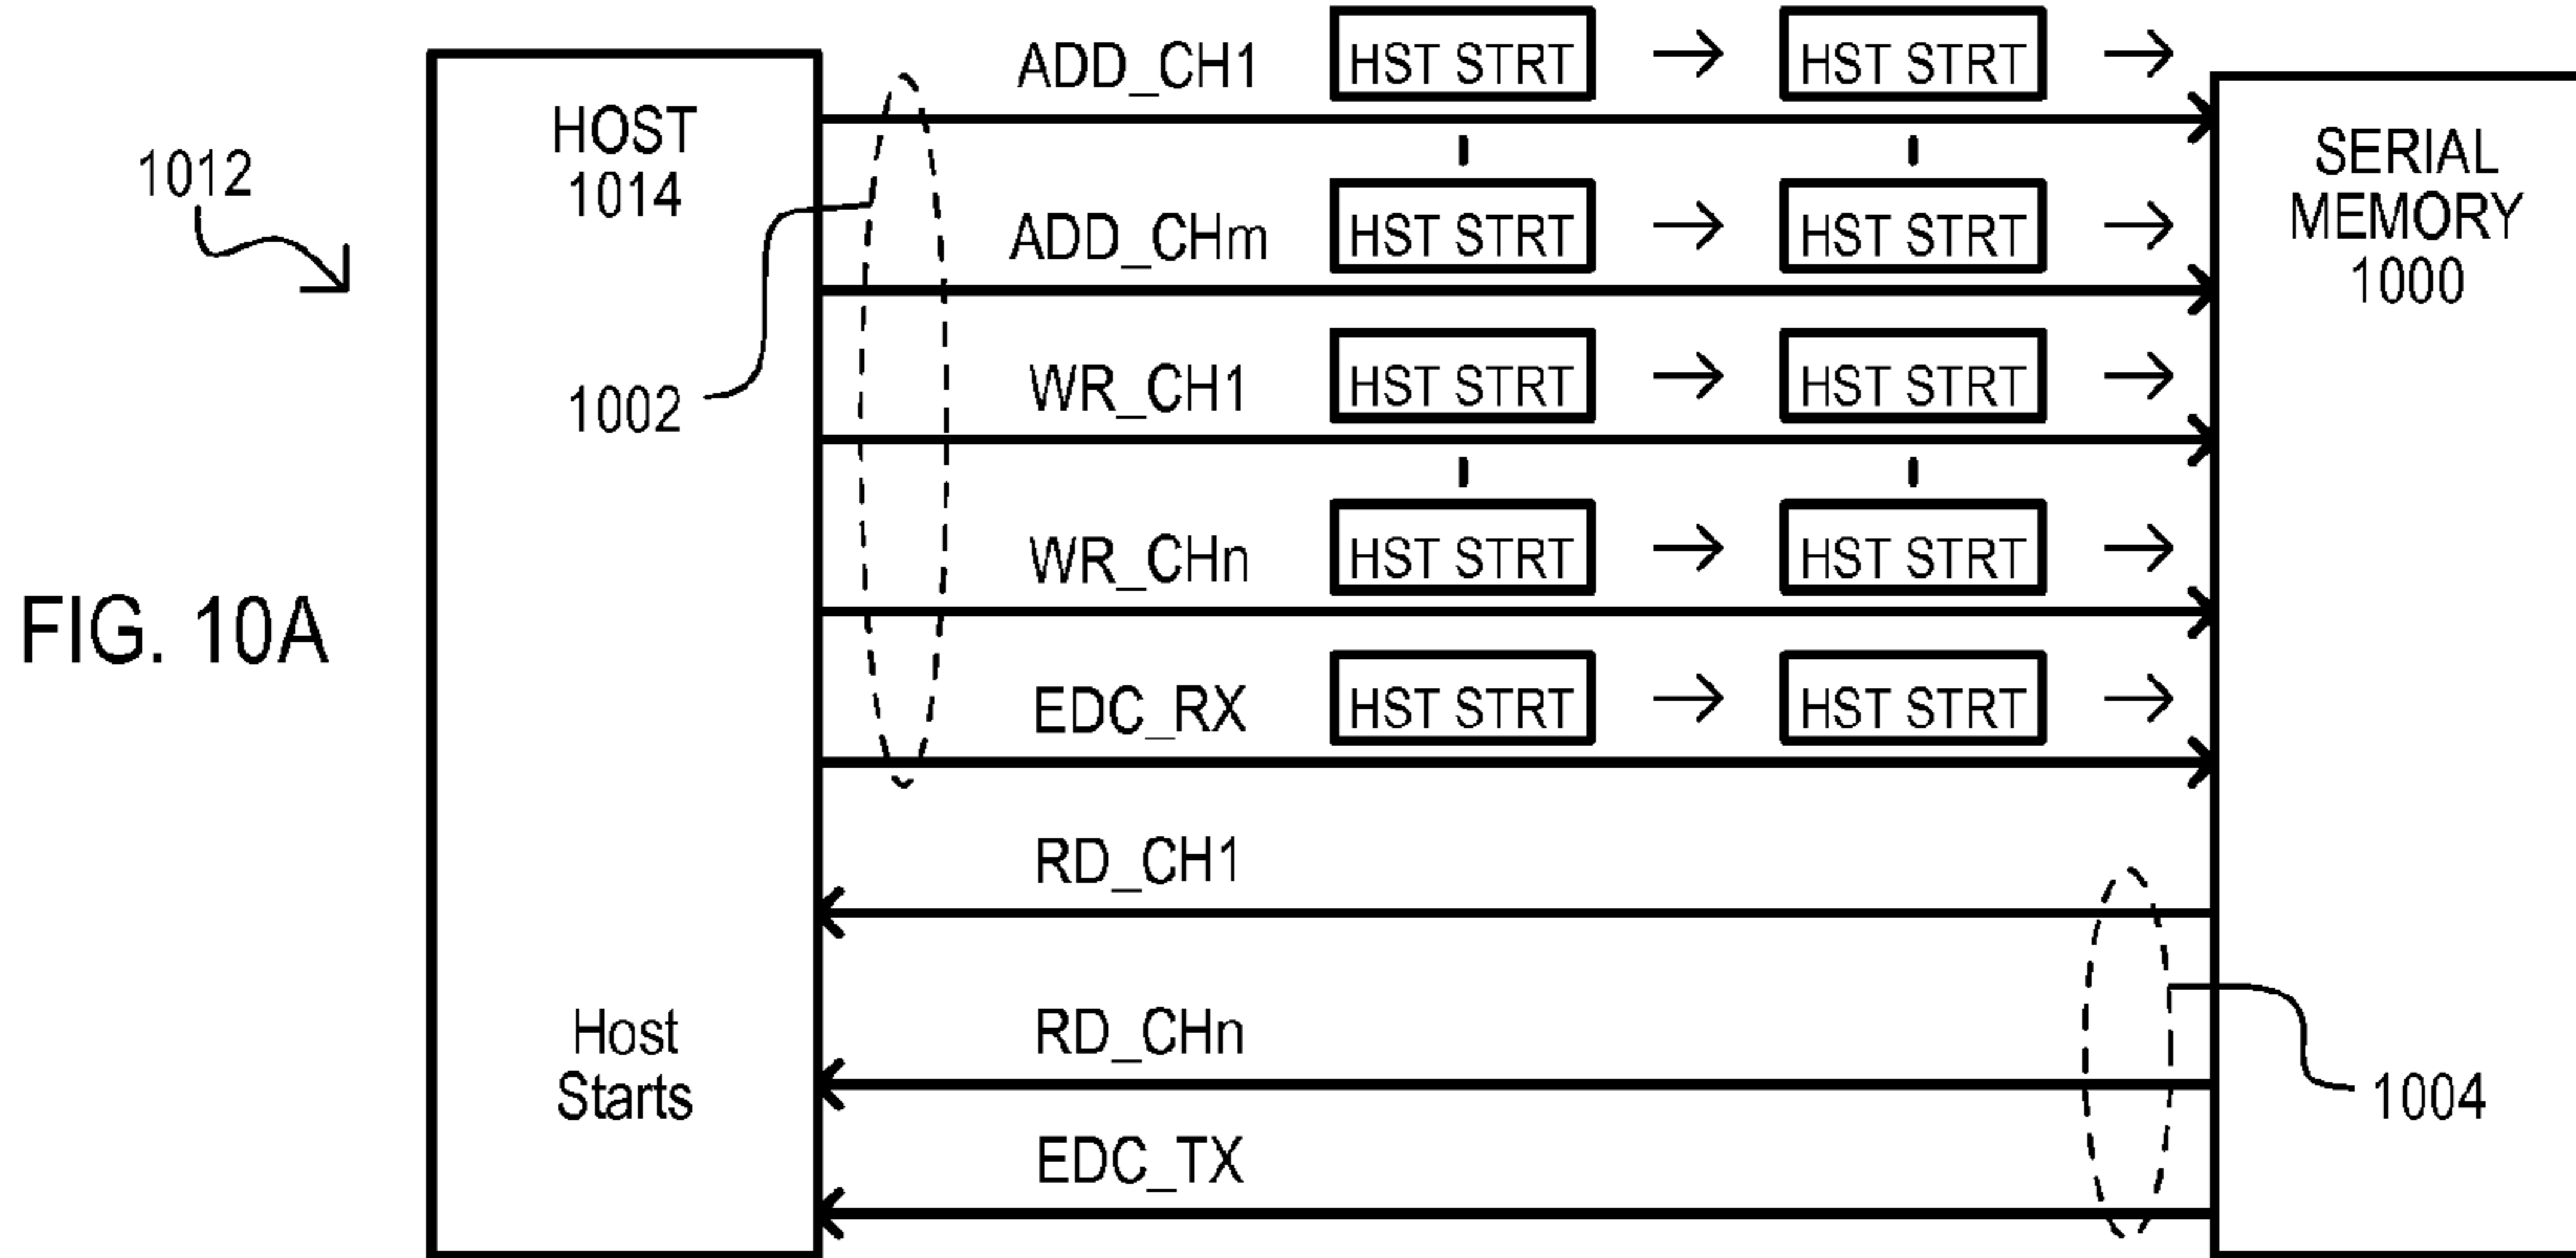 ADD_CH1 HST STRT HST STRT
HOST
1014
SERIAL
MEMORY
1000
1012
ADD_CHm HST STRT HST STRT
WR_CH1 HST STRT HST STRT
1002
WR_CHn HST STRT HST STRT
FIG. 10A
EDC_RX HST STRT HST STRT
RD_CH1
Host
Starts
RD_CHn
1004
EDC_TX